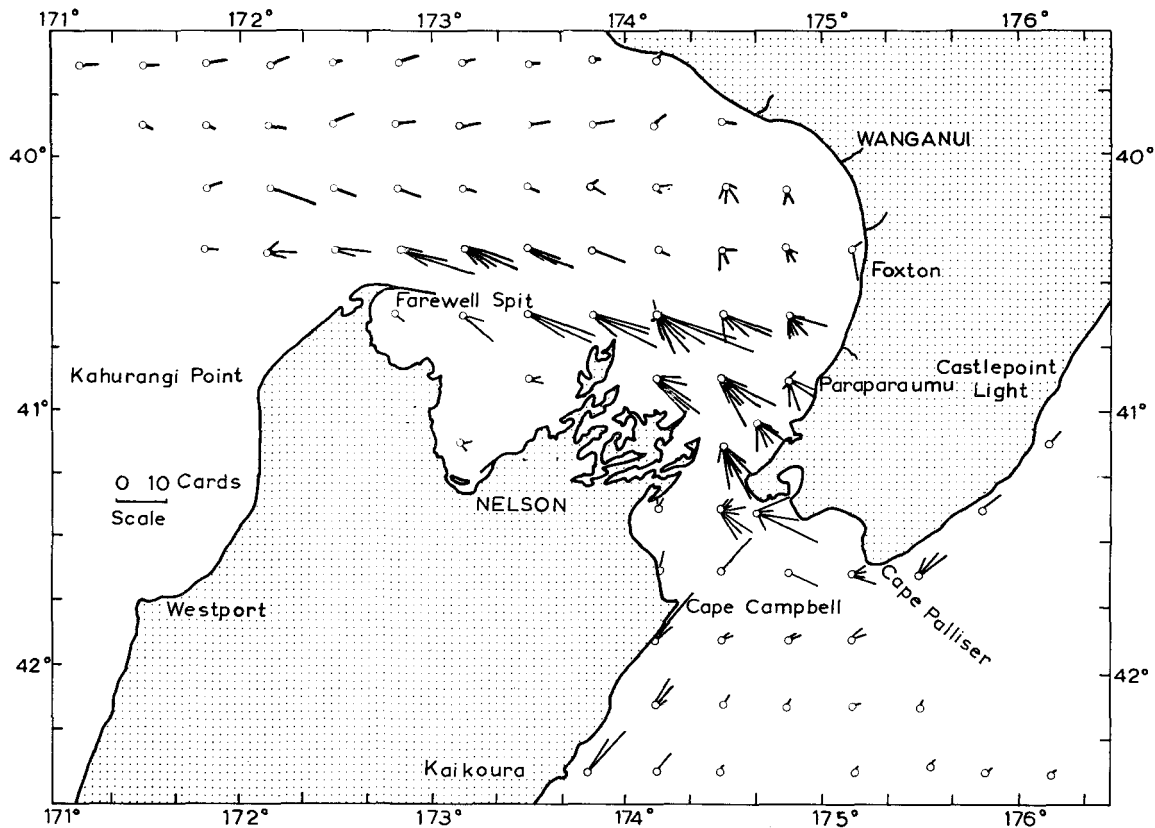 171° 172° 173° 174° 175° 176°
40° WANGANUI 40°
Foxton
Farewell Spit
Kahurangi Point Paraparaumu Castlepoint
Light
41° 41°
0 10 Cards
Scale
NELSON
Westport Cape Campbell Cape Palliser
42° 42°
Kaikoura
171° 172° 173° 174° 175° 176°